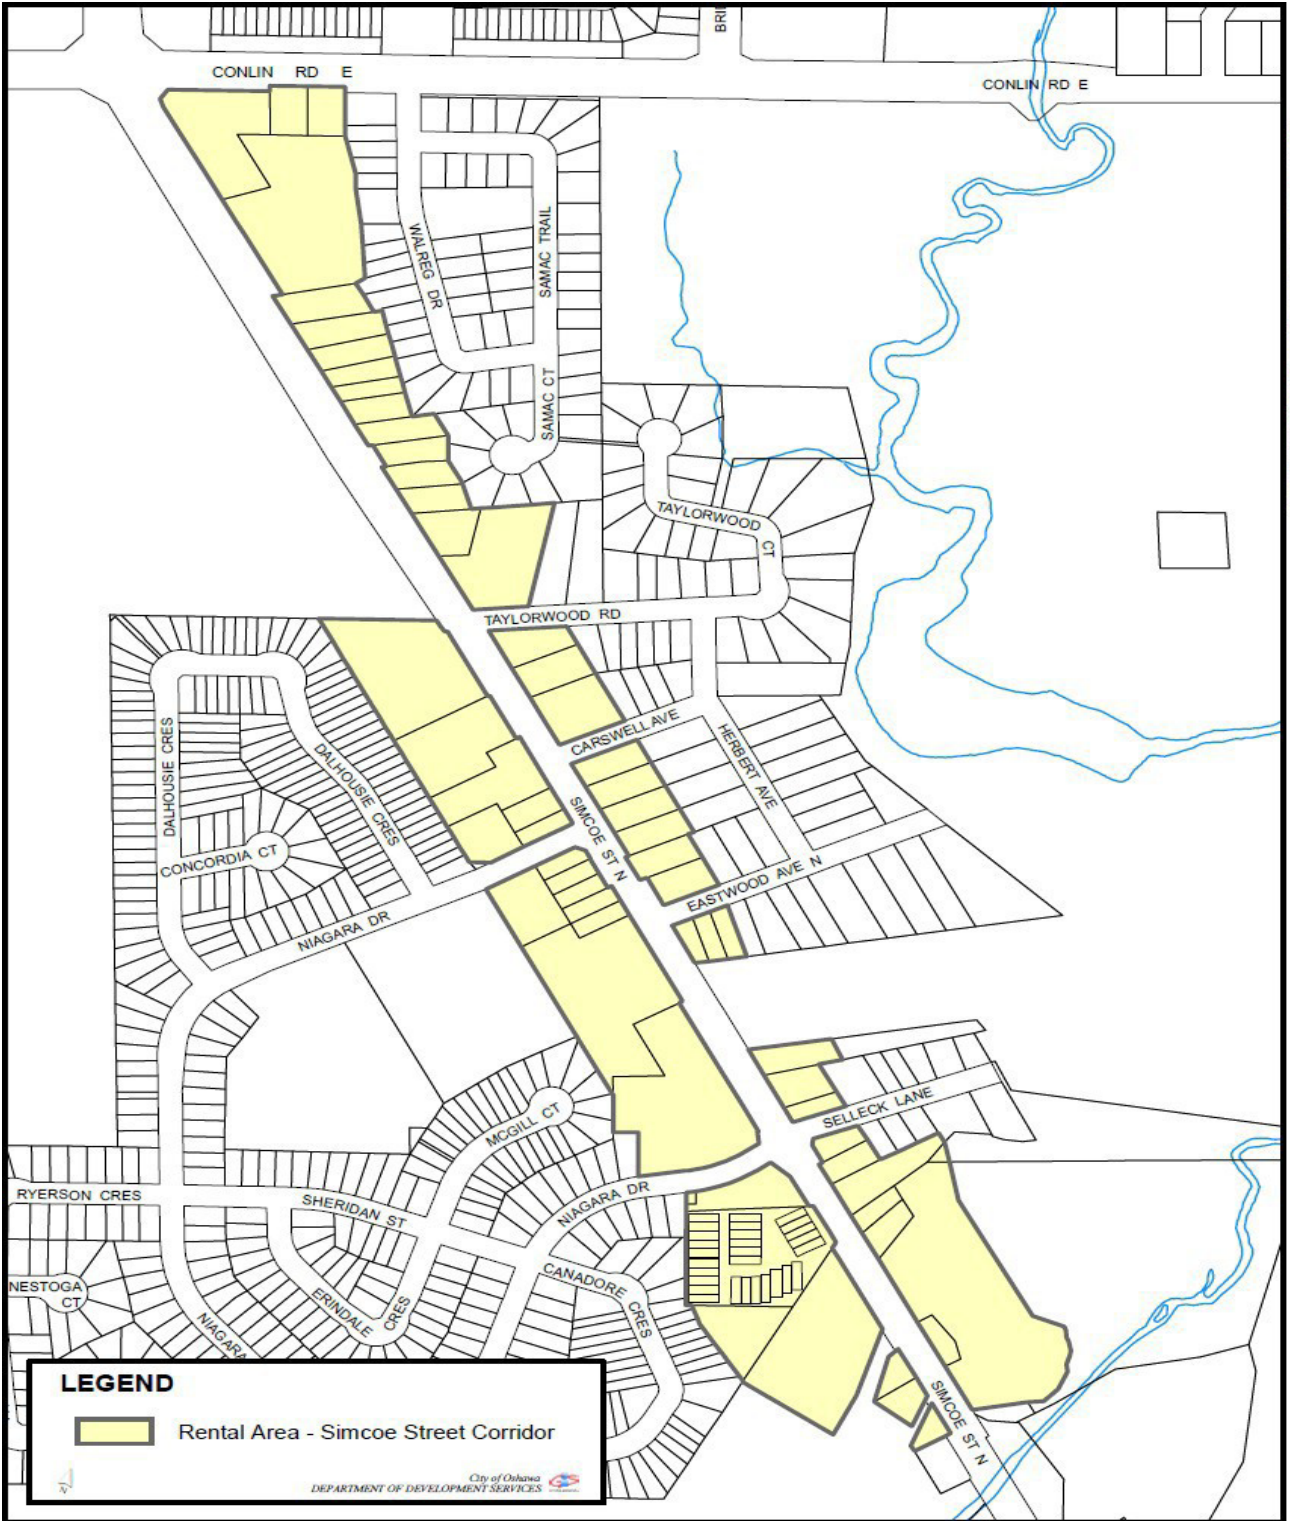 BRI
CONLIN RD E
CONLIN RD E
WALREG DR
SAMAC TRAIL
SAMAC CT
TAYLORWOOD
CT
TAYLORWOOD RD
CARSWELL AVE
HERBERT AVE
DALHOUSIE CRES
DALHOUSIE CRES
SIMCOE ST N
CONCORDIA CT
EASTWOOD AVE N
NIAGARA DR
SELLECK LANE
MCGILL CT
RYERSON CRES
SHERIDAN ST
NIAGARA DR
NESTOGA
CT
ERINDALE
CRES
CANADORE
CRES
NIAGARA
SIMCOE ST N
LEGEND
Rental Area - Simcoe Street Corridor
N
City of Oshawa
DEPARTMENT OF DEVELOPMENT SERVICES